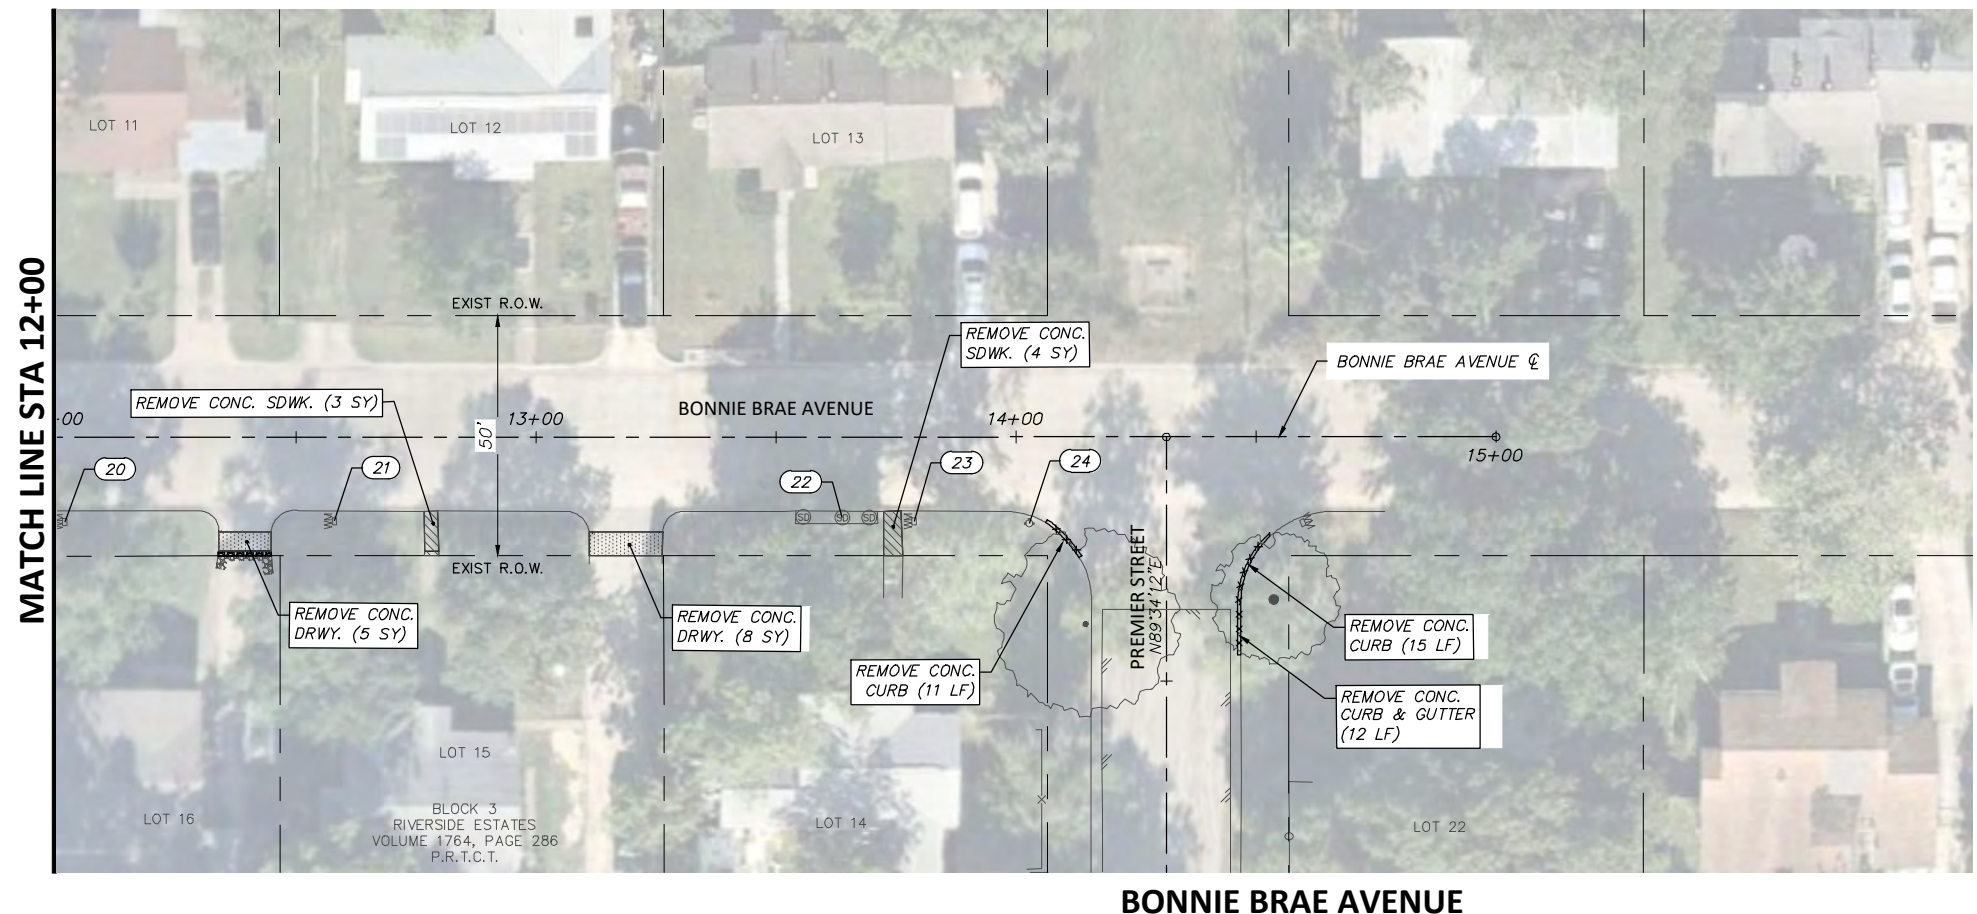 LOT 11
LOT 12
LOT 13
EXIST R.O.W.
REMOVE CONC.
SDWK. (4 SY)
BONNIE BRAE AVENUE ℄
MATCH LINE STA 12+00
REMOVE CONC. SDWK. (3 SY)
-00
13+00
BONNIE BRAE AVENUE
14+00
15+00
50'
20
21
22
23
24
WM
WM
SD
SD
SD
WM
WM
EXIST R.O.W.
REMOVE CONC.
DRWY. (5 SY)
REMOVE CONC.
DRWY. (8 SY)
REMOVE CONC.
CURB (11 LF)
PREMIER STREET
N89°34'12"E
REMOVE CONC.
CURB (15 LF)
REMOVE CONC.
CURB & GUTTER
(12 LF)
LOT 15
LOT 16
BLOCK 3
RIVERSIDE ESTATES
VOLUME 1764, PAGE 286
P.R.T.C.T.
LOT 14
LOT 22
BONNIE BRAE AVENUE